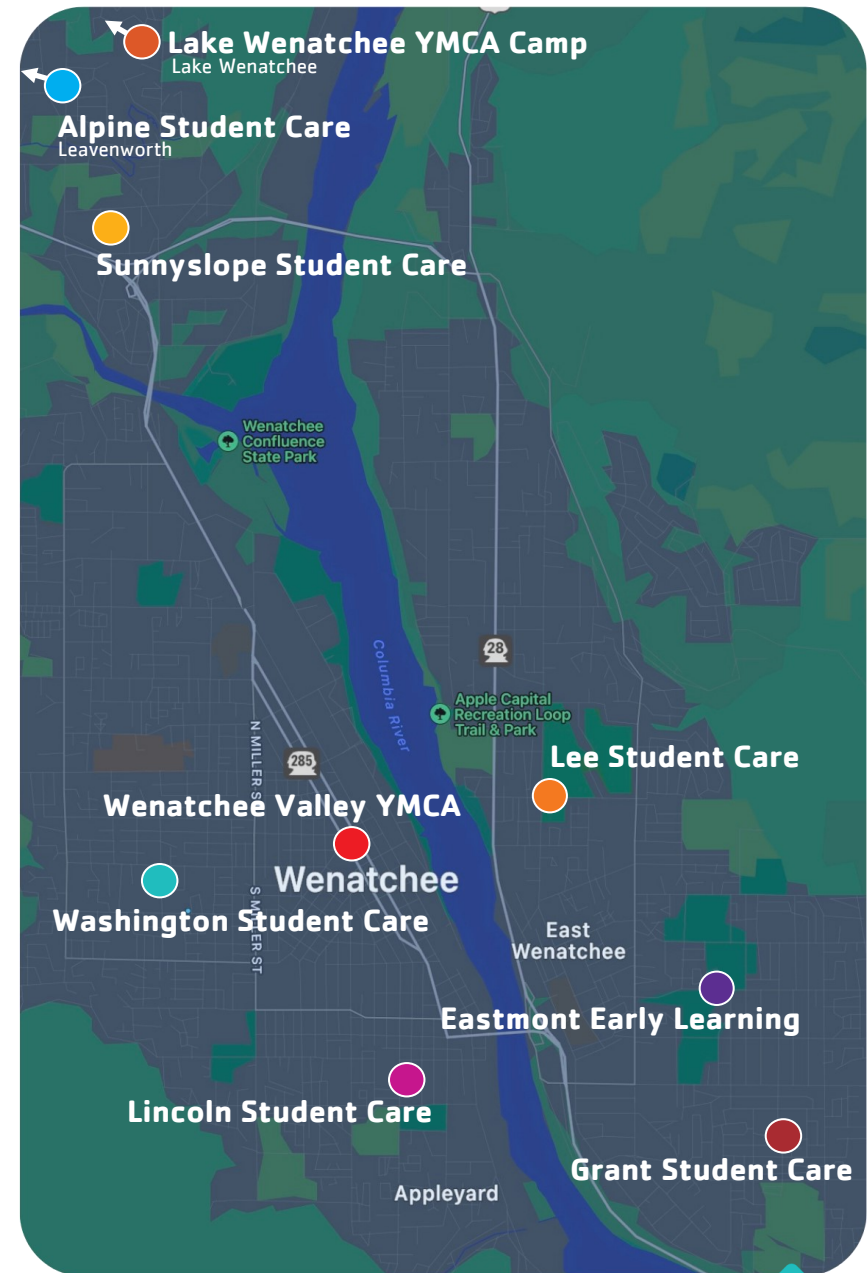 Lake Wenatchee YMCA Camp
Lake Wenatchee
Alpine Student Care
Leavenworth
Sunnyslope Student Care
Wenatchee
Confluence
State Park
Columbia River
28
Apple Capital
Recreation Loop
Trail & Park
N MILLER ST
285
Lee Student Care
Wenatchee Valley YMCA
Wenatchee
Washington Student Care
S MILLER ST
East
Wenatchee
Eastmont Early Learning
Lincoln Student Care
Grant Student Care
Appleyard